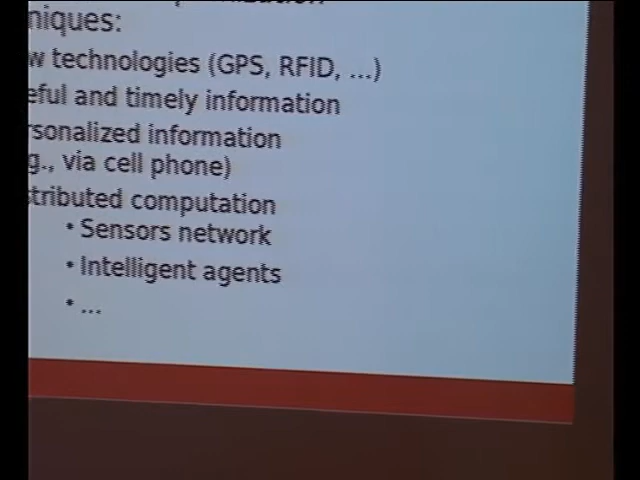 niques:
w technologies (GPS, RFID, ...)
eful and timely information
rsonalized information
g., via cell phone)
stributed computation
• Sensors network
• Intelligent agents
• ...